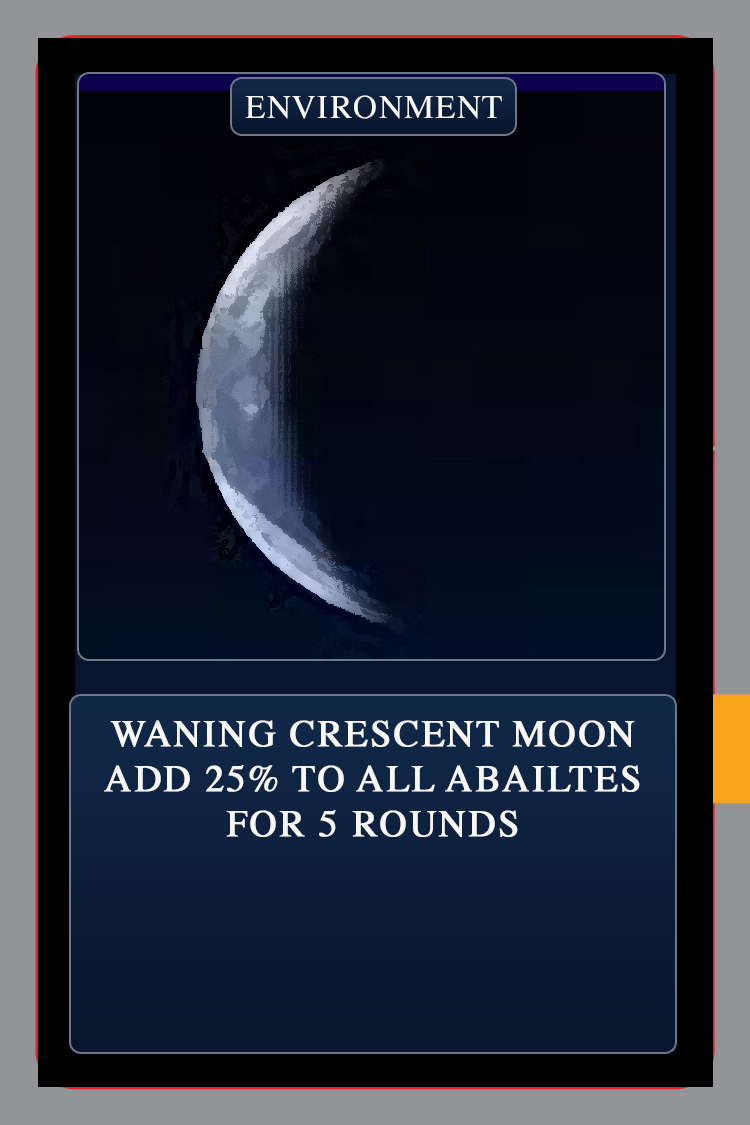 ENVIRONMENT
WANING CRESCENT MOON
ADD 25% TO ALL ABAILTES
FOR 5 ROUNDS